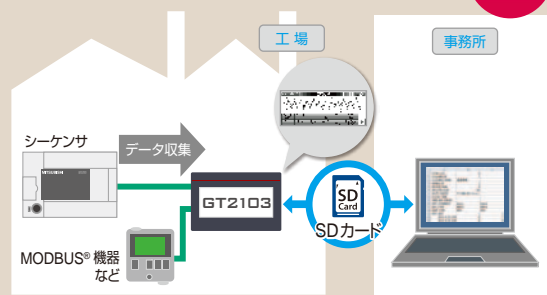 工場
事務所
シーケンサ
データ収集
MITSUBISHI
GT2103
SD
Card
SDカード
MODBUS® 機器
など